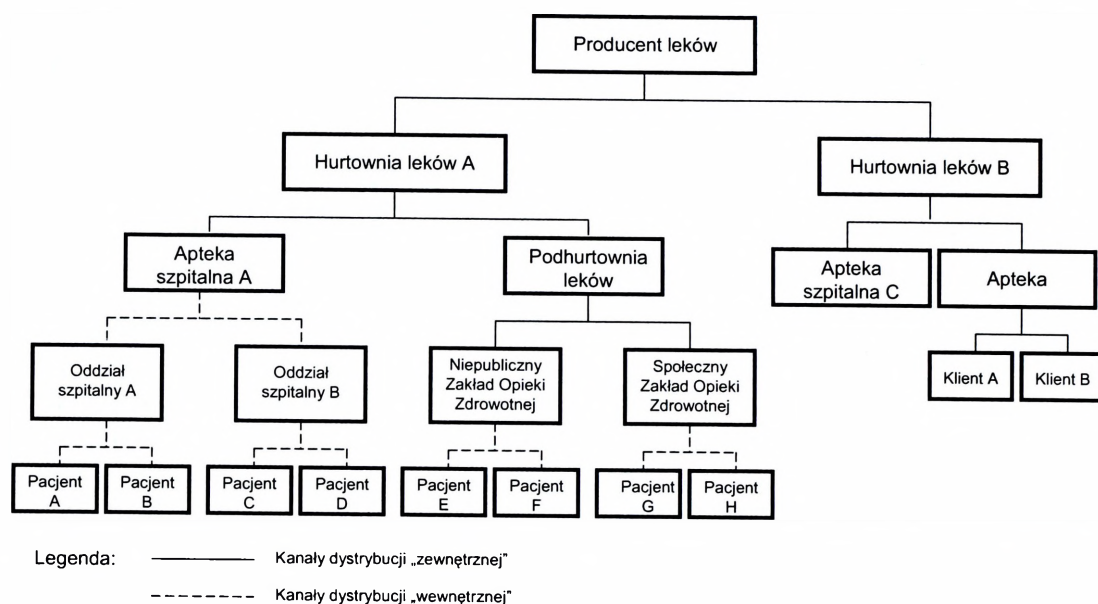 Producent leków
Hurtownia leków A
Hurtownia leków B
Apteka
szpitalna A
Podhurtownia
leków
Apteka
szpitalna C
Apteka
Oddział
szpitalny A
Oddział
szpitalny B
Niepubliczny
Zakład Opieki
Zdrowotnej
Społeczny
Zakład Opieki
Zdrowotnej
Klient A
Klient B
Pacjent
A
Pacjent
B
Pacjent
C
Pacjent
D
Pacjent
E
Pacjent
F
Pacjent
G
Pacjent
H
Legenda:
Kanały dystrybucji „zewnętrznej”
Kanały dystrybucji „wewnętrznej”